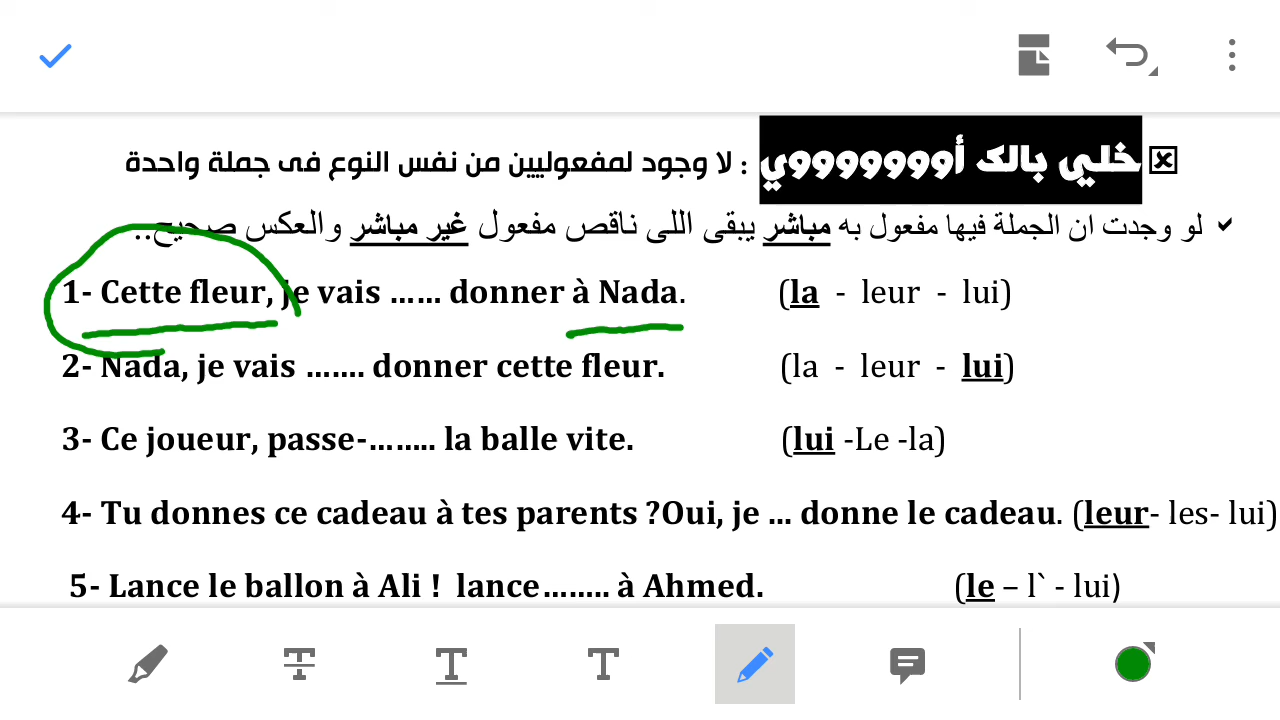 ☒ خلي بالك أوووووووي : لا وجود لمفعوليين من نفس النوع فى جملة واحدة
✓ لو وجدت ان الجملة فيها مفعول به مباشر يبقى اللى ناقص مفعول غير مباشر والعكس صحيح..
1- Cette fleur, je vais …… donner à Nada. (la - leur - lui)
2- Nada, je vais ....... donner cette fleur. (la - leur - lui)
3- Ce joueur, passe-…….. la balle vite. (lui -Le -la)
4- Tu donnes ce cadeau à tes parents ?Oui, je … donne le cadeau. (leur- les- lui)
5- Lance le ballon à Ali ! lance…….. à Ahmed. (le – l` - lui)